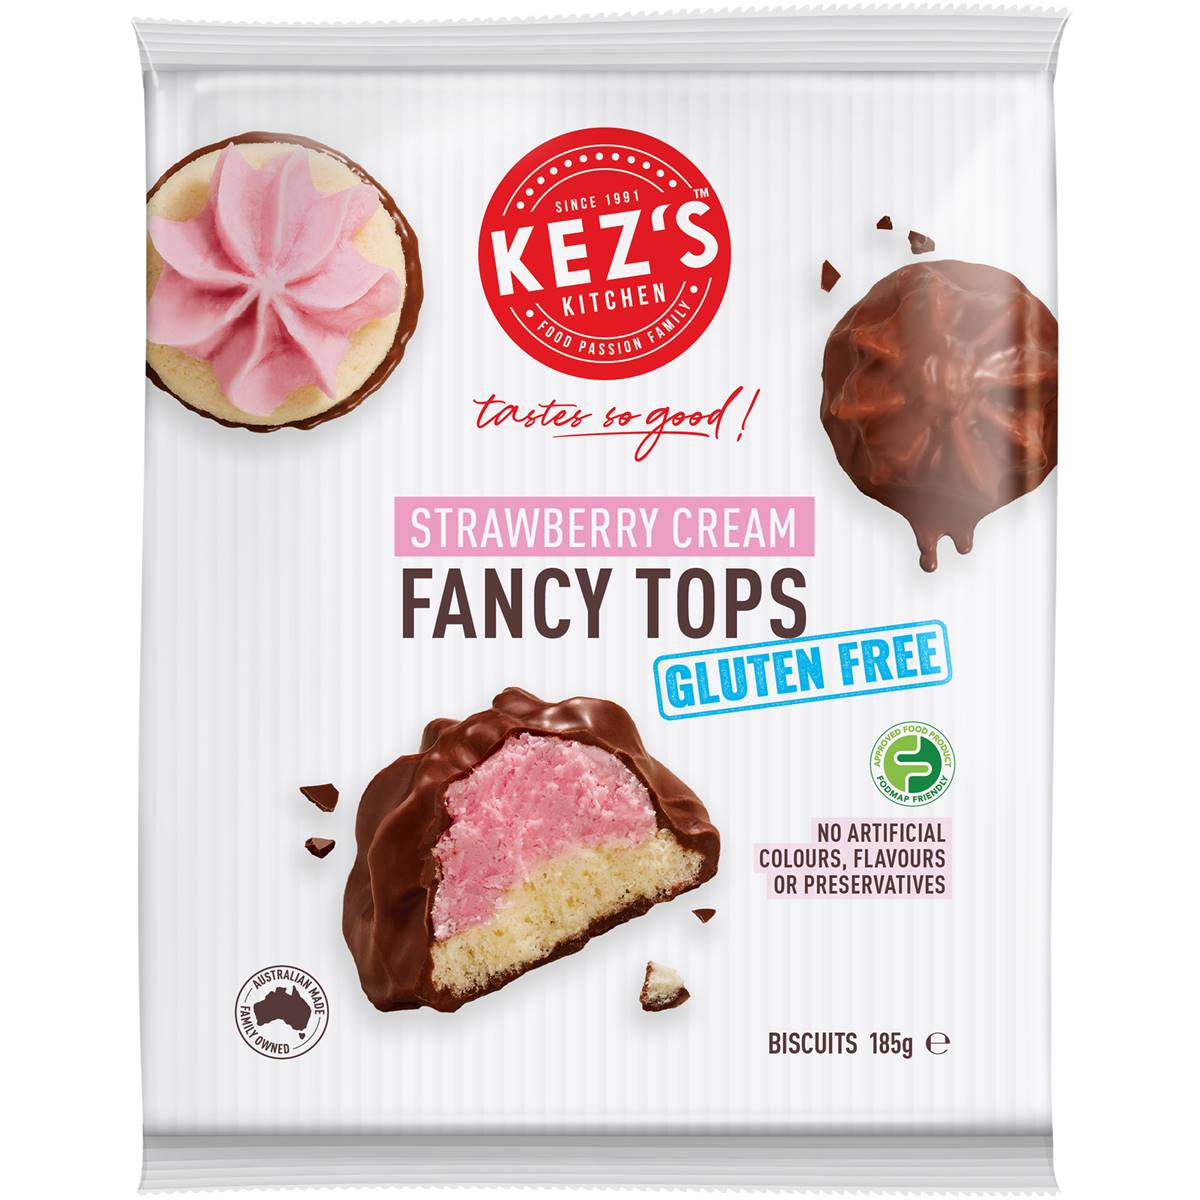 SINCE 1991
KEZ'S™
KITCHEN
• FOOD PASSION FAMILY •
tastes so good!
STRAWBERRY CREAM
FANCY TOPS
GLUTEN FREE
APPROVED FOOD PRODUCT
FODMAP FRIENDLY
NO ARTIFICIAL
COLOURS, FLAVOURS
OR PRESERVATIVES
AUSTRALIAN MADE
FAMILY OWNED
BISCUITS 185g ℮